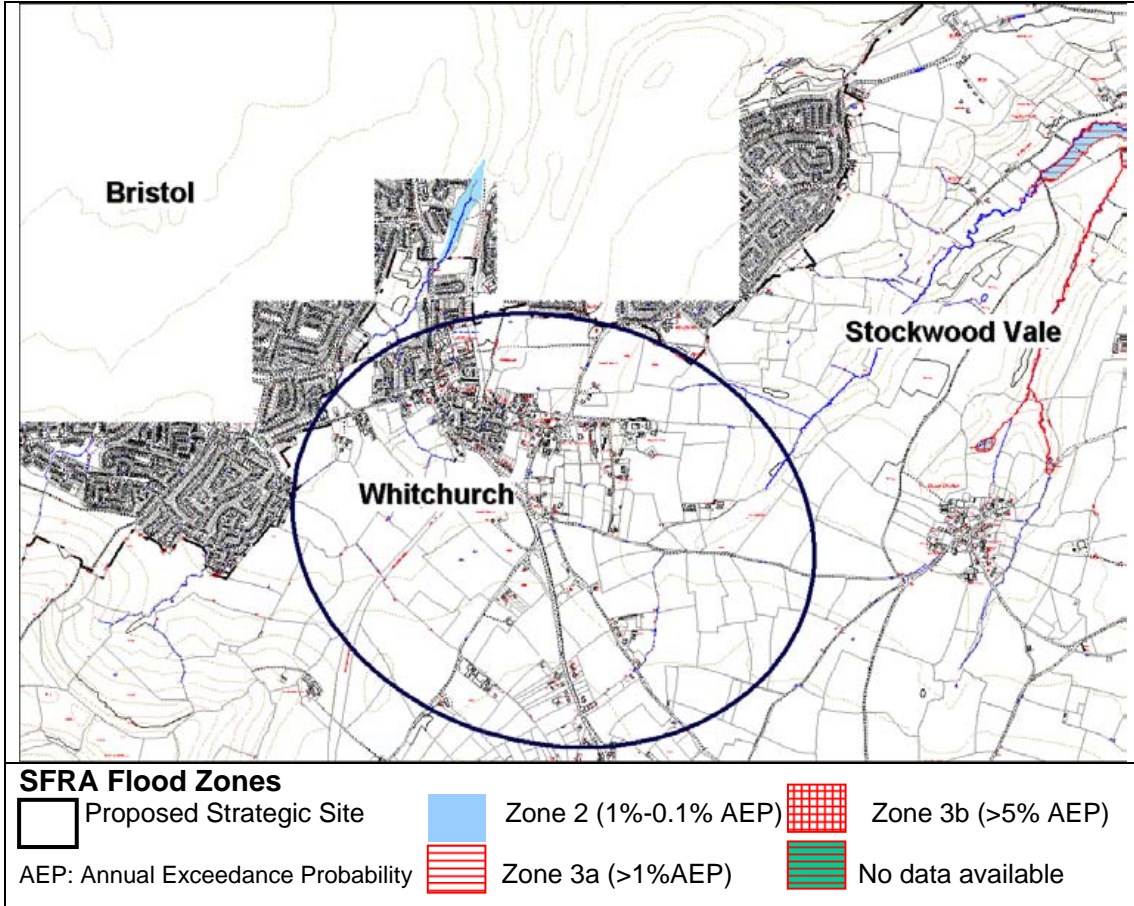 Bristol
Stockwood Vale
Whitchurch
SFRA Flood Zones
Proposed Strategic Site
Zone 2 (1%-0.1% AEP)
Zone 3b (>5% AEP)
AEP: Annual Exceedance Probability
Zone 3a (>1%AEP)
No data available